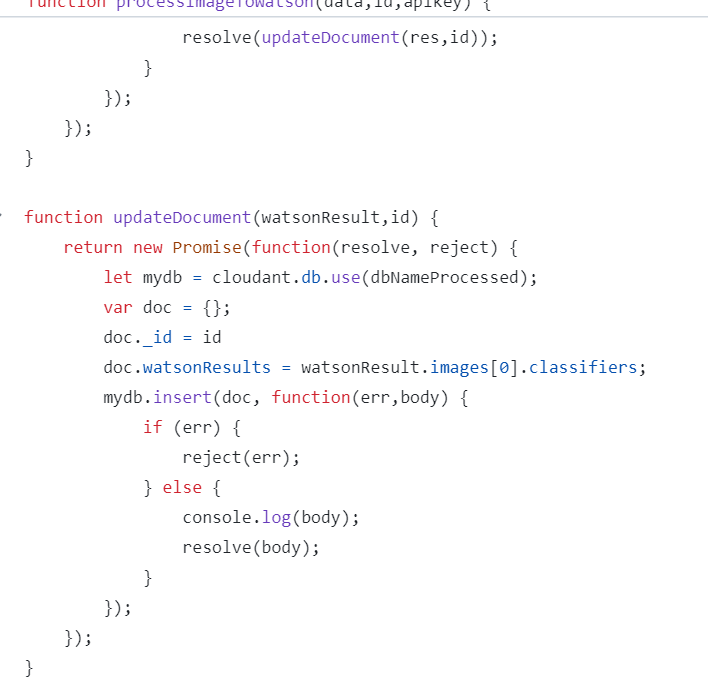 function processImageToWatson(data,id,apikey) {
            resolve(updateDocument(res,id));
        }
    });
});
}
function updateDocument(watsonResult,id) {
    return new Promise(function(resolve, reject) {
        let mydb = cloudant.db.use(dbNameProcessed);
        var doc = {};
        doc._id = id
        doc.watsonResults = watsonResult.images[0].classifiers;
        mydb.insert(doc, function(err,body) {
            if (err) {
                reject(err);
            } else {
                console.log(body);
                resolve(body);
            }
        });
    });
}